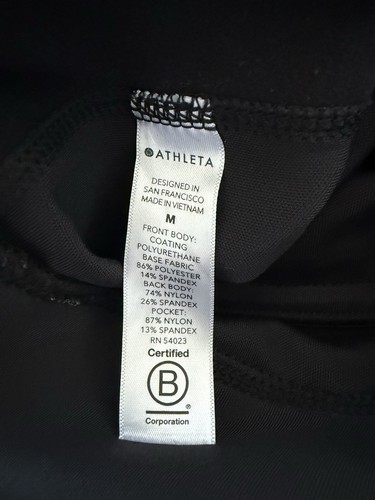 ATHLETA
DESIGNED IN
SAN FRANCISCO
MADE IN VIETNAM
M
FRONT BODY:
COATING
POLYURETHANE
BASE FABRIC
86% POLYESTER
14% SPANDEX
BACK BODY:
74% NYLON
26% SPANDEX
POCKET:
87% NYLON
13% SPANDEX
RN 54023
Certified
B
®
Corporation